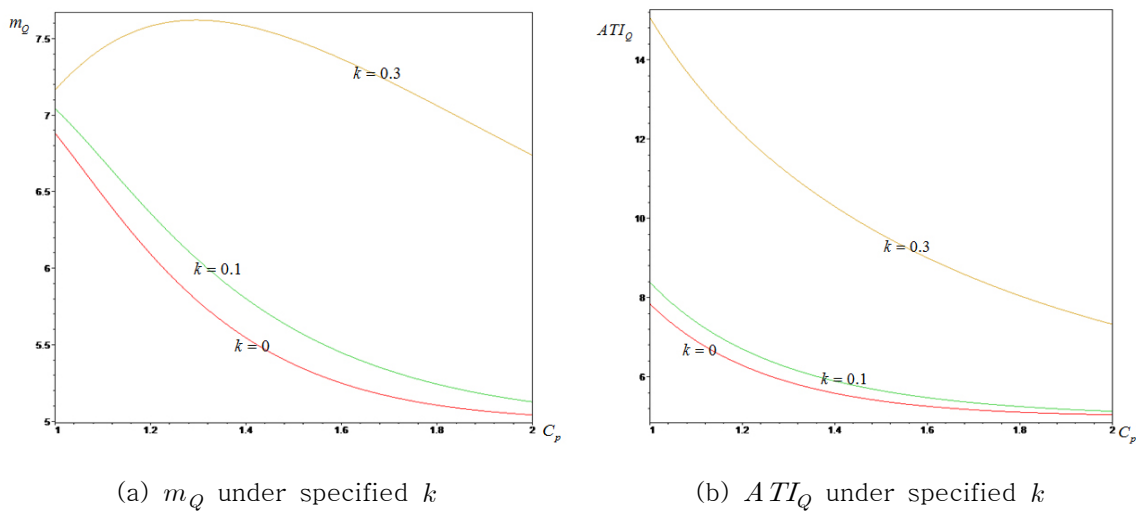 m_Q
7.5
7
6.5
6
5.5
5
k = 0.3
k = 0.1
k = 0
1
1.2
1.4
1.6
1.8
2
C_p
ATI_Q
14
12
10
8
6
k = 0.3
k = 0
k = 0.1
1
1.2
1.4
1.6
1.8
2
C_p
(a) m_Q under specified k
(b) ATI_Q under specified k